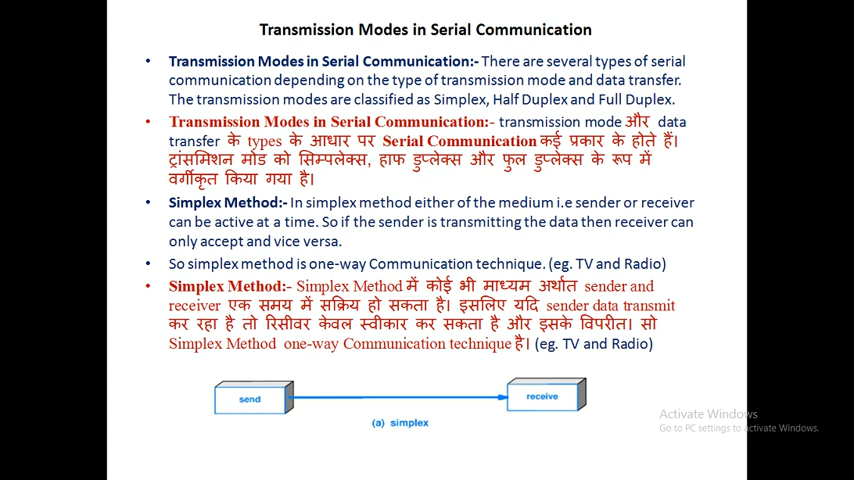 Transmission Modes in Serial Communication
• Transmission Modes in Serial Communication:- There are several types of serial
communication depending on the type of transmission mode and data transfer.
The transmission modes are classified as Simplex, Half Duplex and Full Duplex.
• Transmission Modes in Serial Communication:- transmission mode और data
transfer के types के आधार पर Serial Communication कई प्रकार के होते हैं।
ट्रांसमिशन मोड को सिम्पलेक्स, हाफ डुप्लेक्स और फुल डुप्लेक्स के रूप में
वर्गीकृत किया गया है।
• Simplex Method:- In simplex method either of the medium i.e sender or receiver
can be active at a time. So if the sender is transmitting the data then receiver can
only accept and vice versa.
• So simplex method is one-way Communication technique. (eg. TV and Radio)
• Simplex Method:- Simplex Method में कोई भी माध्यम अर्थात sender and
receiver एक समय में सक्रिय हो सकता है। इसलिए यदि sender data transmit
कर रहा है तो रिसीवर केवल स्वीकार कर सकता है और इसके विपरीत। सो
Simplex Method one-way Communication technique है। (eg. TV and Radio)
send
receive
(a) simplex
Activate Windows
Go to PC settings to activate Windows.